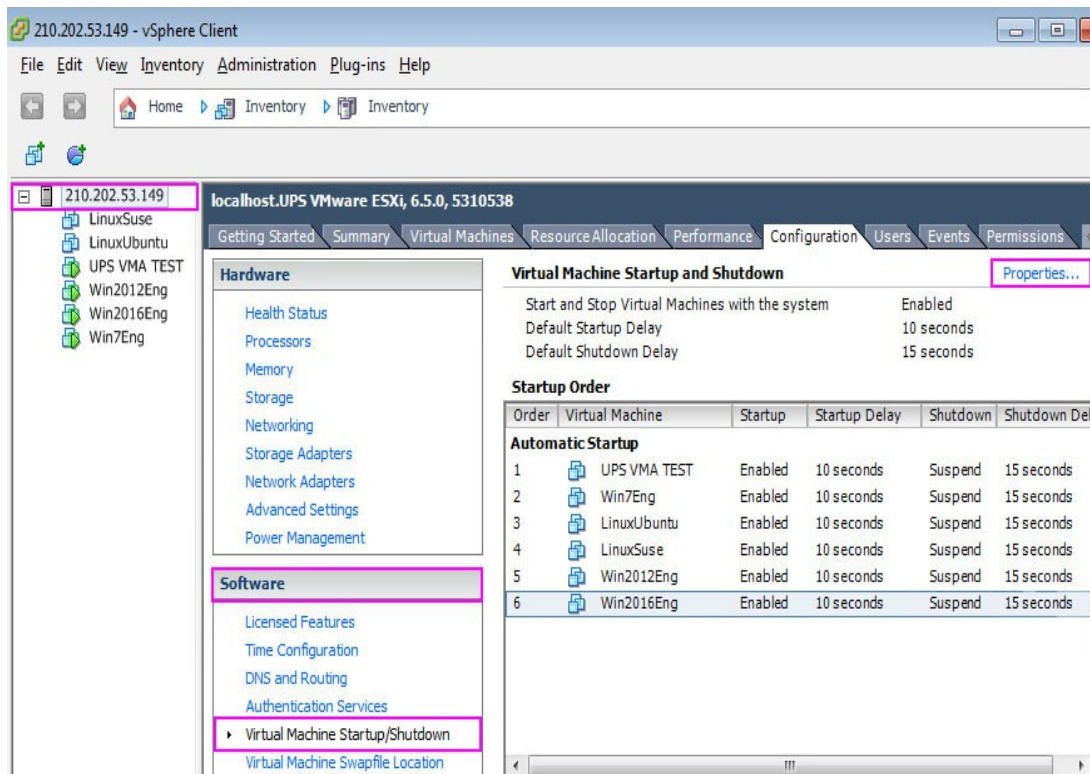 210.202.53.149 - vSphere Client
File Edit View Inventory Administration Plug-ins Help
Home Inventory Inventory
210.202.53.149
LinuxSuse
LinuxUbuntu
UPS VMA TEST
Win2012Eng
Win2016Eng
Win7Eng
localhost.UPS VMware ESXi, 6.5.0, 5310538
Getting Started Summary Virtual Machines Resource Allocation Performance Configuration Users Events Permissions
Hardware
Health Status
Processors
Memory
Storage
Networking
Storage Adapters
Network Adapters
Advanced Settings
Power Management
Software
Licensed Features
Time Configuration
DNS and Routing
Authentication Services
Virtual Machine Startup/Shutdown
Virtual Machine Swapfile Location
Virtual Machine Startup and Shutdown Properties...
Start and Stop Virtual Machines with the system Enabled
Default Startup Delay 10 seconds
Default Shutdown Delay 15 seconds
Startup Order
Order Virtual Machine Startup Startup Delay Shutdown Shutdown Del
Automatic Startup
1 UPS VMA TEST Enabled 10 seconds Suspend 15 seconds
2 Win7Eng Enabled 10 seconds Suspend 15 seconds
3 LinuxUbuntu Enabled 10 seconds Suspend 15 seconds
4 LinuxSuse Enabled 10 seconds Suspend 15 seconds
5 Win2012Eng Enabled 10 seconds Suspend 15 seconds
6 Win2016Eng Enabled 10 seconds Suspend 15 seconds